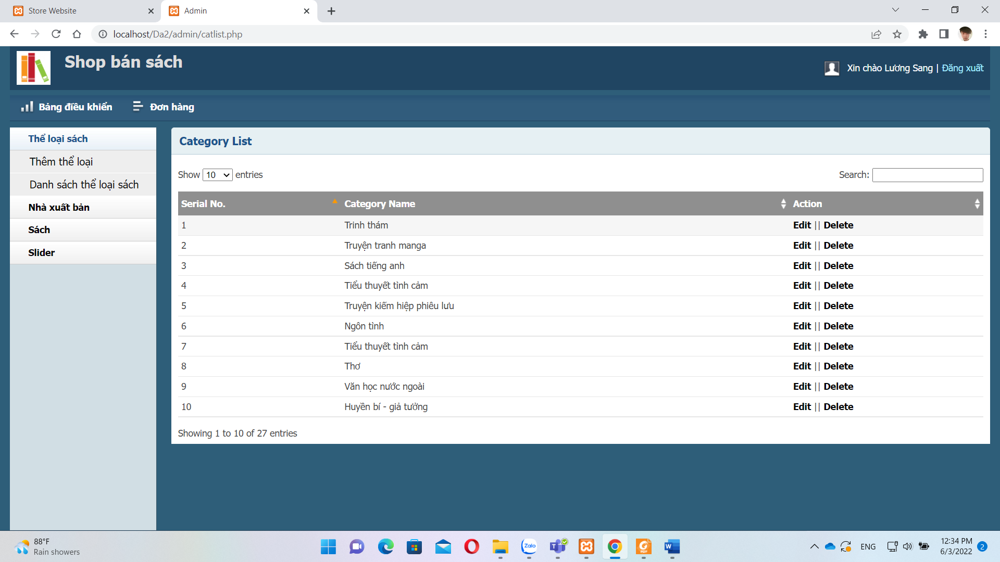 Store Website
Admin
localhost/Da2/admin/catlist.php
Shop bán sách
Xin chào Lương Sang | Đăng xuất
Bảng điều khiển
Đơn hàng
Thể loại sách
Thêm thể loại
Danh sách thể loại sách
Nhà xuất bản
Sách
Slider
Category List
Show 10 entries
Search:
Serial No. Category Name Action
1 Trinh thám Edit || Delete
2 Truyện tranh manga Edit || Delete
3 Sách tiếng anh Edit || Delete
4 Tiểu thuyết tình cảm Edit || Delete
5 Truyện kiếm hiệp phiêu lưu Edit || Delete
6 Ngôn tình Edit || Delete
7 Tiểu thuyết tình cảm Edit || Delete
8 Thơ Edit || Delete
9 Văn học nước ngoài Edit || Delete
10 Huyền bí - giả tưởng Edit || Delete
Showing 1 to 10 of 27 entries
88°F
Rain showers
Zalo
PDF
W
ENG
12:34 PM
6/3/2022
2